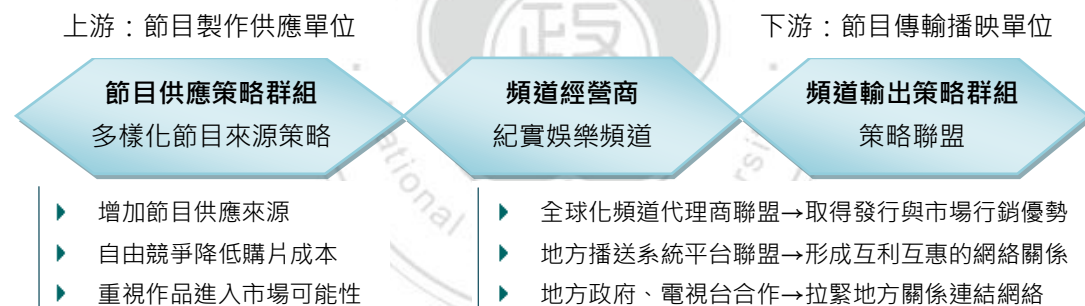 上游：節目製作供應單位
下游：節目傳輸播映單位
節目供應策略群組
多樣化節目來源策略
頻道經營商
紀實娛樂頻道
頻道輸出策略群組
策略聯盟
增加節目供應來源
自由競爭降低購片成本
重視作品進入市場可能性
全球化頻道代理商聯盟→取得發行與市場行銷優勢
地方播送系統平台聯盟→形成互利互惠的網絡關係
地方政府、電視台合作→拉緊地方關係連結網絡